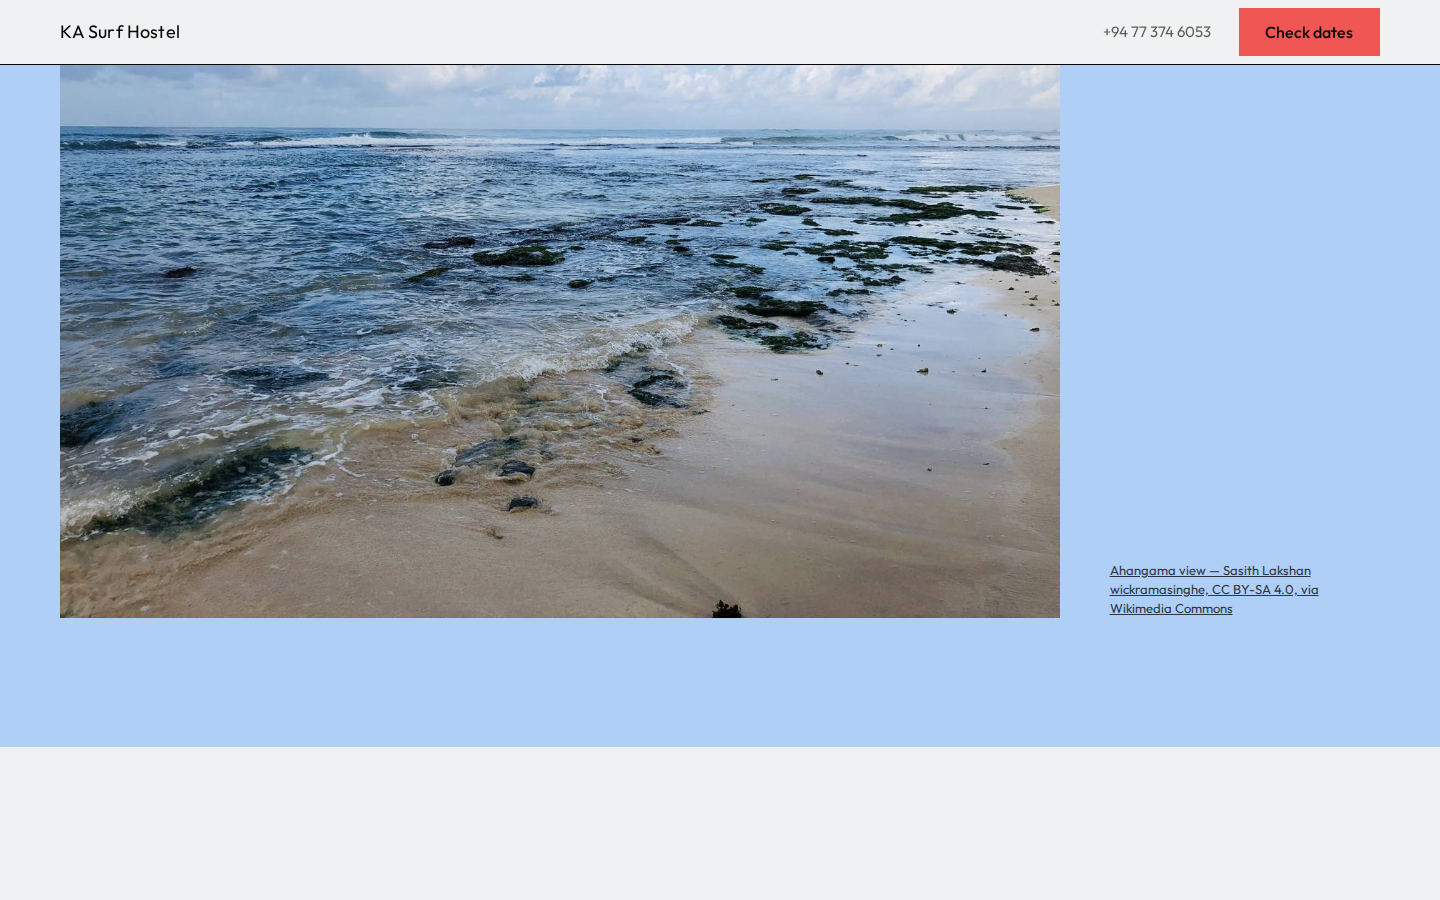 KA Surf Hostel
+94 77 374 6053
Check dates
Ahangama view — Sasith Lakshan
wickramasinghe, CC BY-SA 4.0, via
Wikimedia Commons